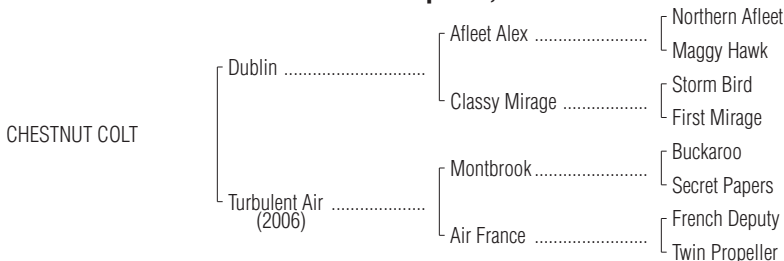 Northern Afleet
Afleet Alex ........................
Maggy Hawk
Dublin .............................
Storm Bird
Classy Mirage ..................
First Mirage
CHESTNUT COLT
Buckaroo
Montbrook........................
Secret Papers
Turbulent Air ...................
(2006)
French Deputy
Air France ........................
Twin Propeller